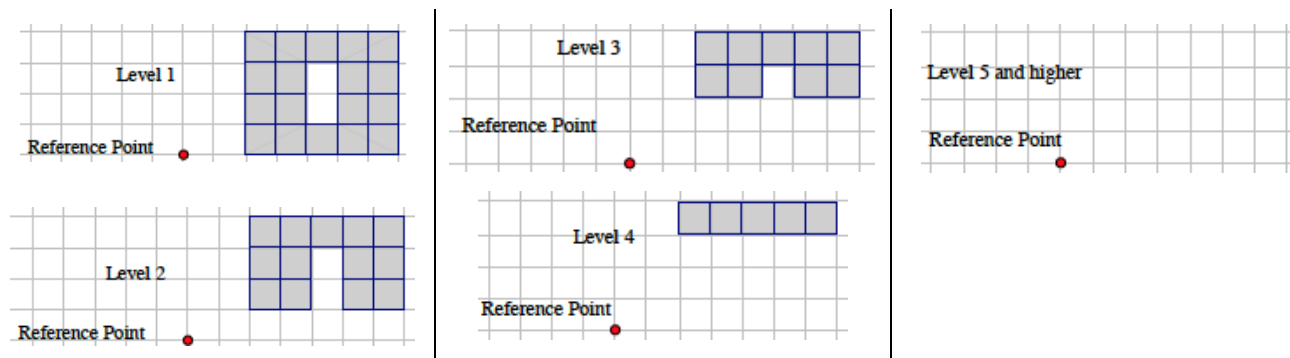 Level 1
Reference Point
Level 2
Reference Point
Level 3
Reference Point
Level 4
Reference Point
Level 5 and higher
Reference Point